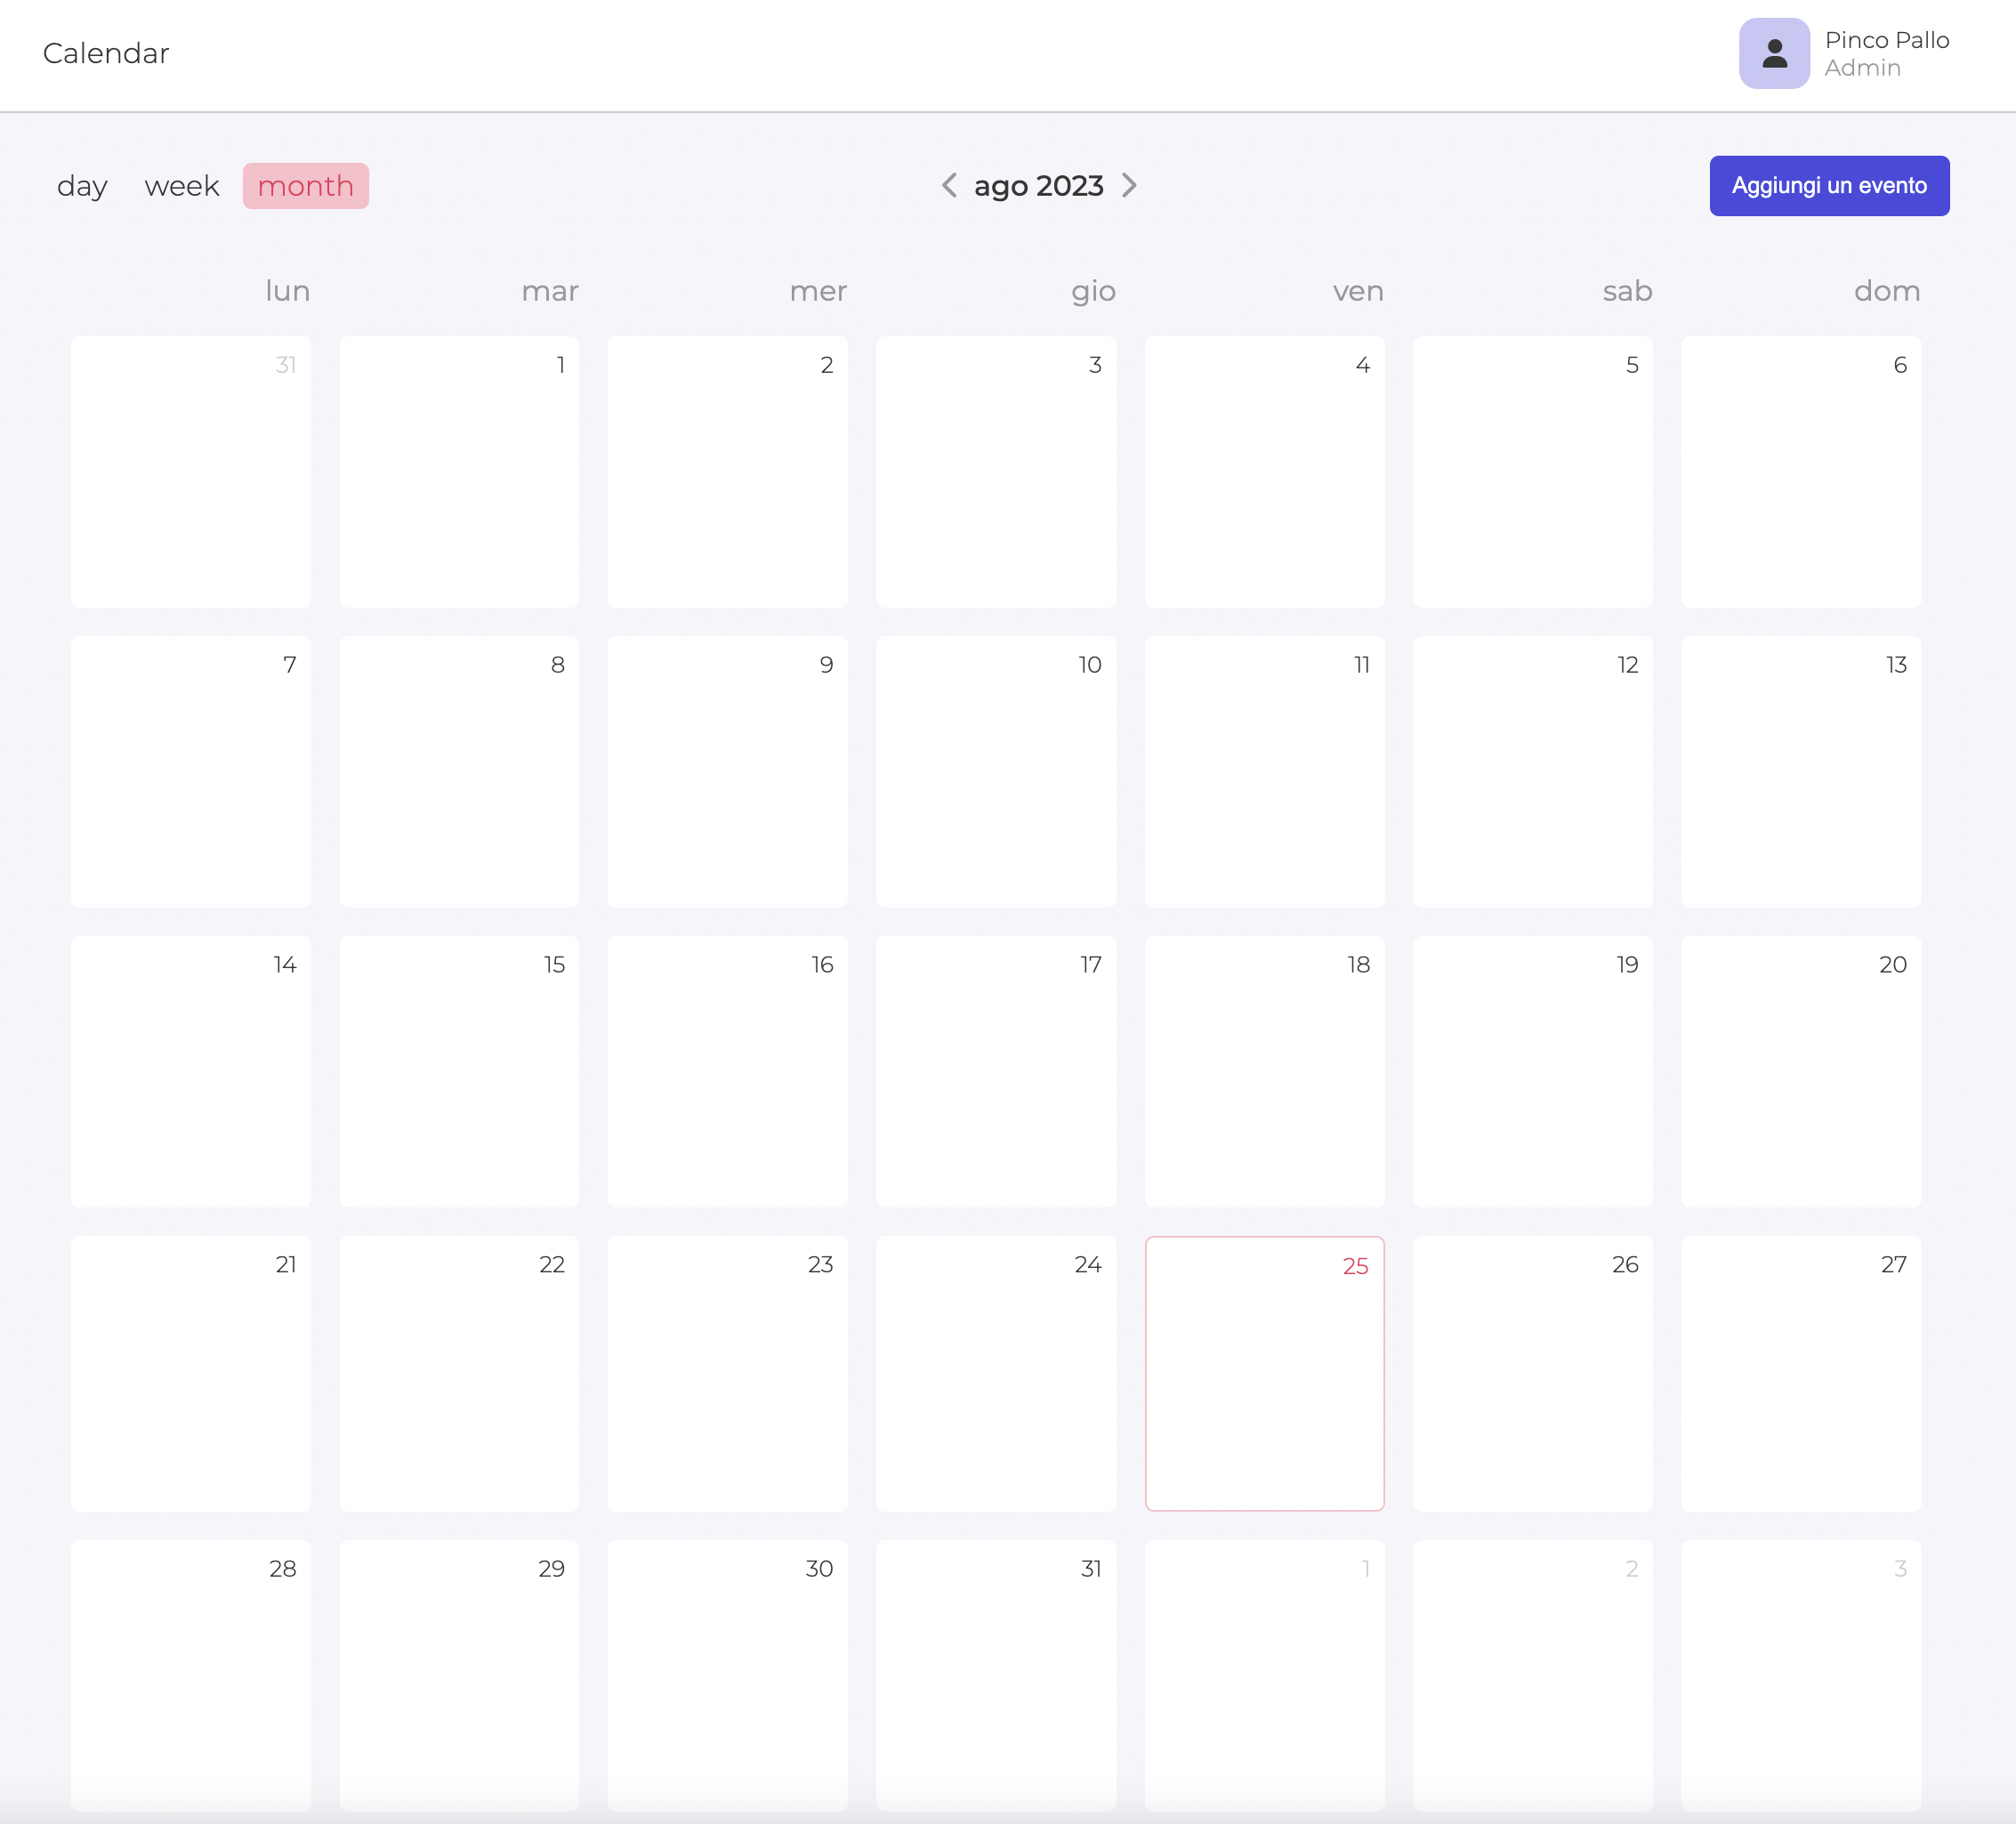 Calendar
Pinco Pallo
Admin
day week month
ago 2023
Aggiungi un evento
lun mar mer gio ven sab dom
31 1 2 3 4 5 6
7 8 9 10 11 12 13
14 15 16 17 18 19 20
21 22 23 24 25 26 27
28 29 30 31 1 2 3